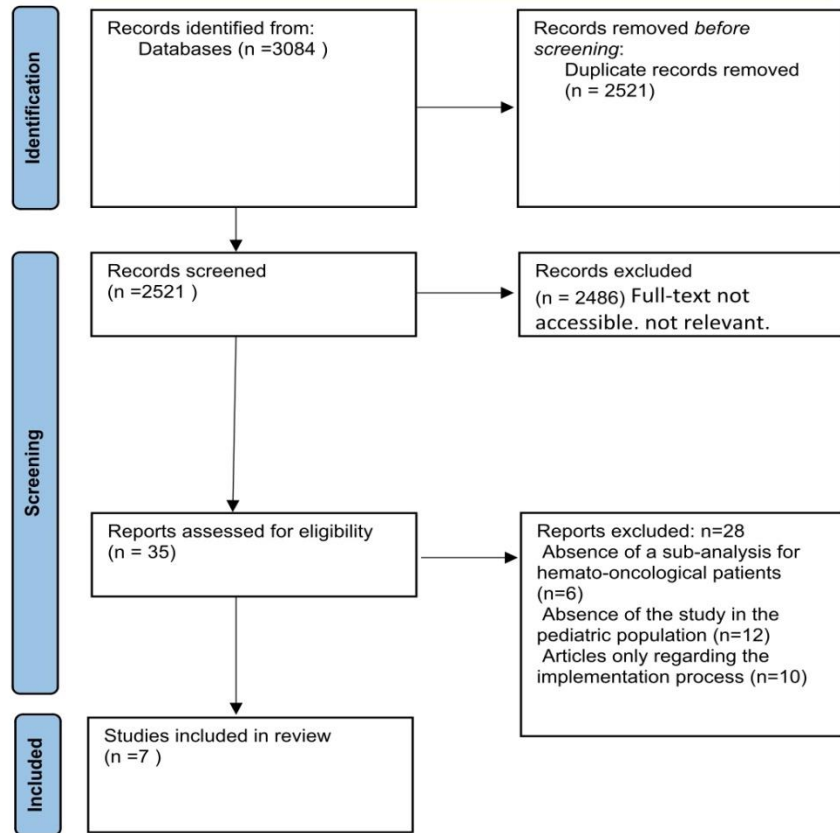 Identification
Records identified from:
Databases (n =3084 )
Records removed before
screening:
Duplicate records removed
(n = 2521)
Screening
Records screened
(n =2521 )
Records excluded
(n = 2486) Full-text not
accessible. not relevant.
Reports assessed for eligibility
(n = 35)
Reports excluded: n=28
Absence of a sub-analysis for
hemato-oncological patients
(n=6)
Absence of the study in the
pediatric population (n=12)
Articles only regarding the
implementation process (n=10)
Included
Studies included in review
(n =7 )